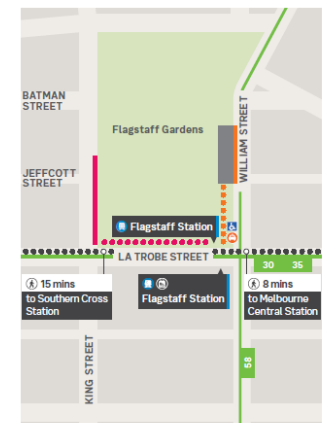 BATMAN
STREET
Flagstaff Gardens
WILLIAM STREET
JEFFCOTT
STREET
Flagstaff Station
LA TROBE STREET
30 35
15 mins
to Southern Cross
Station
Flagstaff Station
8 mins
to Melbourne
Central Station
KING STREET
58